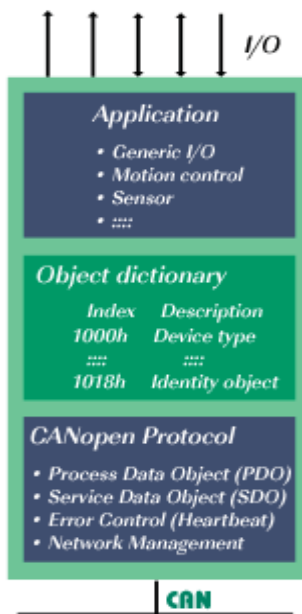 I/O
Application
• Generic I/O
• Motion control
• Sensor
• ::::
Object dictionary
Index Description
1000h Device type
:::: ::::
1018h Identity object
CANopen Protocol
• Process Data Object (PDO)
• Service Data Object (SDO)
• Error Control (Heartbeat)
• Network Management
CAN